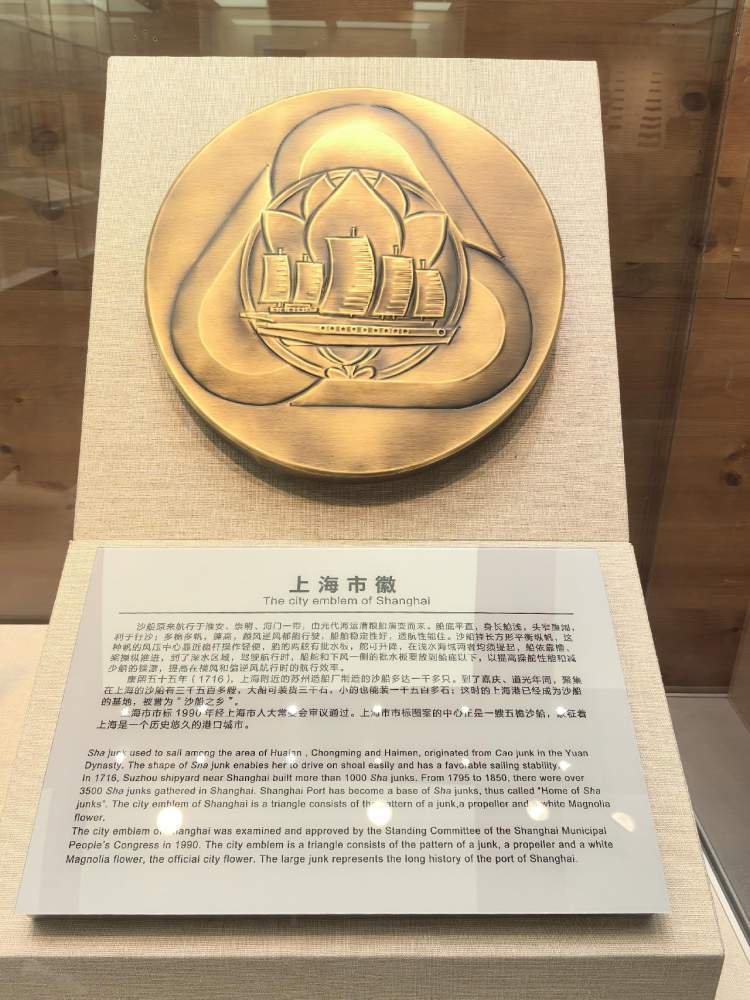 上海市徽
The city emblem of Shanghai
沙船原来航行于淮安、崇明、海门一带，由元代海运漕粮船演变而来。船底平直，身长船浅，头窄
利于行沙；多桅多帆，篷高，顺风逆风都能行驶，船舶稳定性好，适航性能佳。沙船挂长方形平衡纵帆，这
种帆的风压中心靠近桅杆操作轻便，船的两舷有批水板，舵可升降，在浅水海域两者均须提起，船依靠橹、
桨操纵推进，到了深水区域，驾驶航行时，船舵和下风一侧的批水板要放到船底以下，以提高操舵性能和减
少船的横漂，提高在横风和偏逆风航行时的航行效率。
康熙五十五年（1716），上海附近的苏州造船厂制造的沙船多达一千多只。到了嘉庆、道光年间，聚集
在上海的沙船有三千五百多艘，大船可装货三千石，小的也能装一千五百多石；这时的上海港已经成为沙船
的基地，被誉为“沙船之乡”。
上海市市标1990年经上海市人大常委会审议通过。上海市市标图案的中心正是一艘五桅沙船，象征着
上海是一个历史悠久的港口城市。
Sha junk used to sail among the area of Huaian , Chongming and Haimen, originated from Cao junk in the Yuan
Dynasty. The shape of Sha junk enables her to drive on shoal easily and has a favorable sailing stability.
In 1716, Suzhou shipyard near Shanghai built more than 1000 Sha junks. From 1795 to 1850, there were over
3500 Sha junks gathered in Shanghai. Shanghai Port has become a base of Sha junks, thus called "Home of Sha
junks". The city emblem of Shanghai is a triangle consists of the pattern of a junk,a propeller and a white Magnolia
flower.
The city emblem of Shanghai was examined and approved by the Standing Committee of the Shanghai Municipal
People's Congress in 1990. The city emblem is a triangle consists of the pattern of a junk, a propeller and a white
Magnolia flower, the official city flower. The large junk represents the long history of the port of Shanghai.